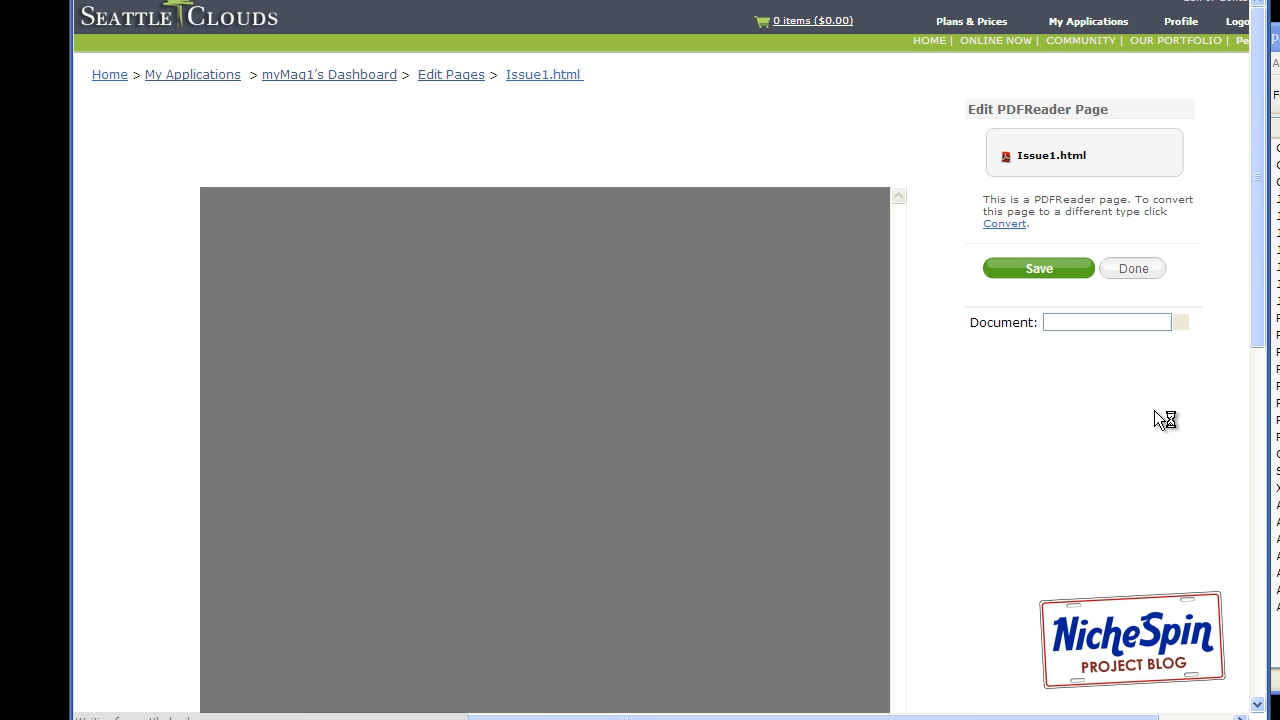 SEATTLE CLOUDS
0 items ($0.00)
Plans & Prices
My Applications
Profile
Logo
HOME | ONLINE NOW | COMMUNITY | OUR PORTFOLIO | Pe
Home > My Applications > myMag1's Dashboard > Edit Pages > Issue1.html
Edit PDFReader Page
Issue1.html
This is a PDFReader page. To convert
this page to a different type click
Convert.
Save
Done
Document:
NicheSpin
PROJECT BLOG